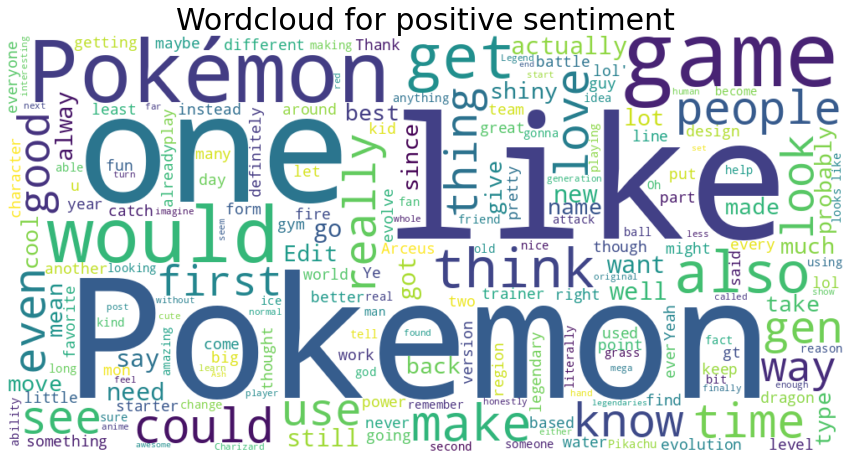 Wordcloud for positive sentiment
everyone
interesting
getting
maybe
different
making
Thank
get
actually
Legend
end
lol'
game
Pokémon
least
instead
around
anything
shiny
battle
guy
red
next
far
best
team
start
idea
human
become
people
good
alway
one
like
love
thing
since
kid
great
gonna
playing
lot
line
design
look
probably
character
able
fun
turn
already
play
many
day
let
definitely
give
pretty
generation
new
Oh
put
set
help
looks like
u
year
catch
imagine
form
fire
fan
evolve
whole
friend
attack
name
part
made
less
cool
would
seem
gym
go
really
Arceus
old
nice
ball
though
might
every
much
said
using
another
looking
Edit
Ye
got
think
original
want
also
lol
show
even
mean
favorite
first
world
better
real
two
trainer
right
well
called
take
post
without
ice
normal
man
version
used
point
ever
Yeah
fact
gt
gen
reason
kind
cute
Pokemon
tell
found
region
legendary
literally
grass
keep
bit
way
long
amazing
thought
come
big
work
god
mega
finally
enough
move
say
mon
feel
learn
Ash
hand
find
dragon
little
need
player
power
remember
honestly
legendaries
type
see
starter
change
use
back
make
based
know
time
ability
sure
could
still
never
going
either
water
Pikachu
evolution
level
something
anime
awesome
Charizard
second
someone